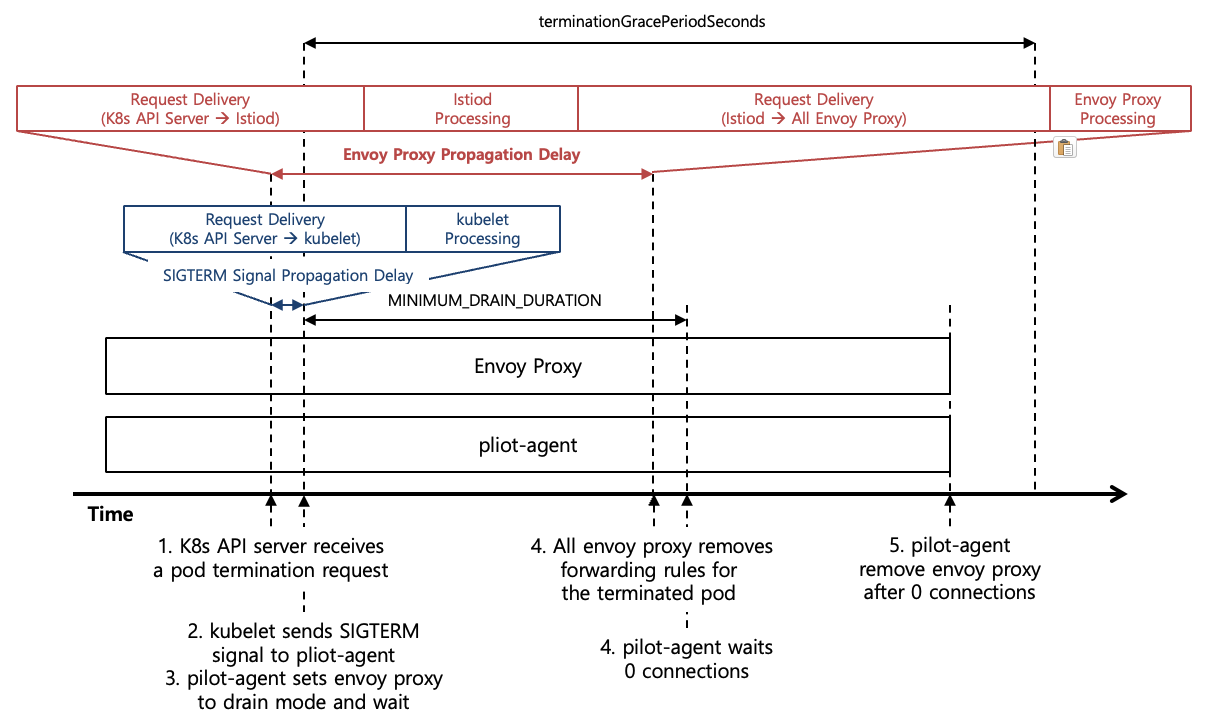 terminationGracePeriodSeconds
Request Delivery
(K8s API Server → Istiod)
Istiod
Processing
Request Delivery
(Istiod → All Envoy Proxy)
Envoy Proxy
Processing
Envoy Proxy Propagation Delay
Request Delivery
(K8s API Server → kubelet)
kubelet
Processing
SIGTERM Signal Propagation Delay
MINIMUM_DRAIN_DURATION
Envoy Proxy
pliot-agent
Time
1. K8s API server receives
a pod termination request
2. kubelet sends SIGTERM
signal to pliot-agent
3. pilot-agent sets envoy proxy
to drain mode and wait
4. All envoy proxy removes
forwarding rules for
the terminated pod
4. pilot-agent waits
0 connections
5. pilot-agent
remove envoy proxy
after 0 connections